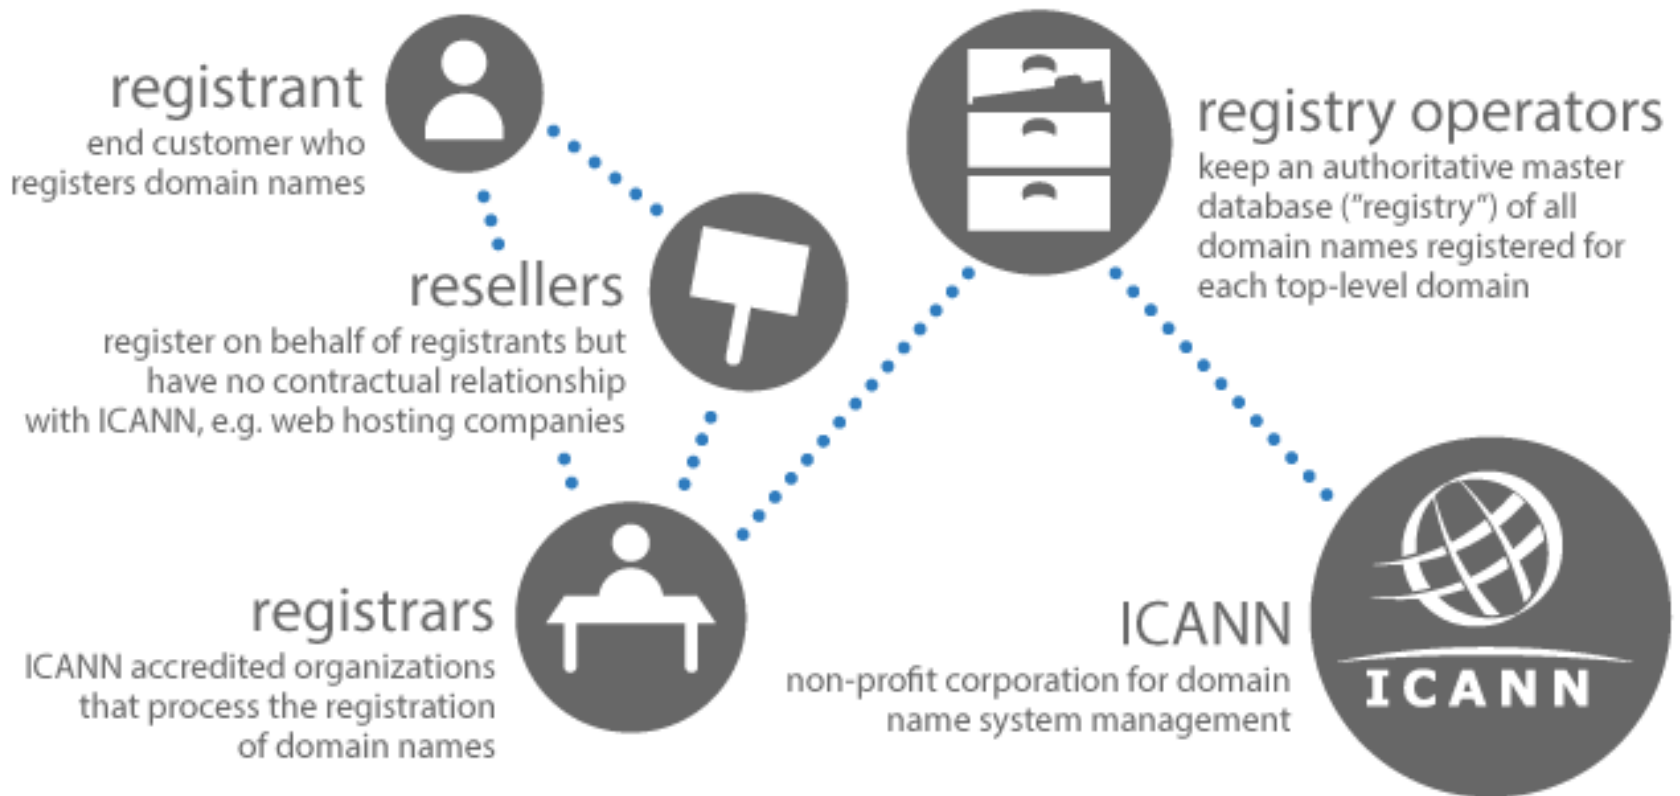 registrant
end customer who
registers domain names
resellers
register on behalf of registrants but
have no contractual relationship
with ICANN, e.g. web hosting companies
registrars
ICANN accredited organizations
that process the registration
of domain names
registry operators
keep an authoritative master
database (“registry”) of all
domain names registered for
each top-level domain
ICANN
non-profit corporation for domain
name system management
ICANN